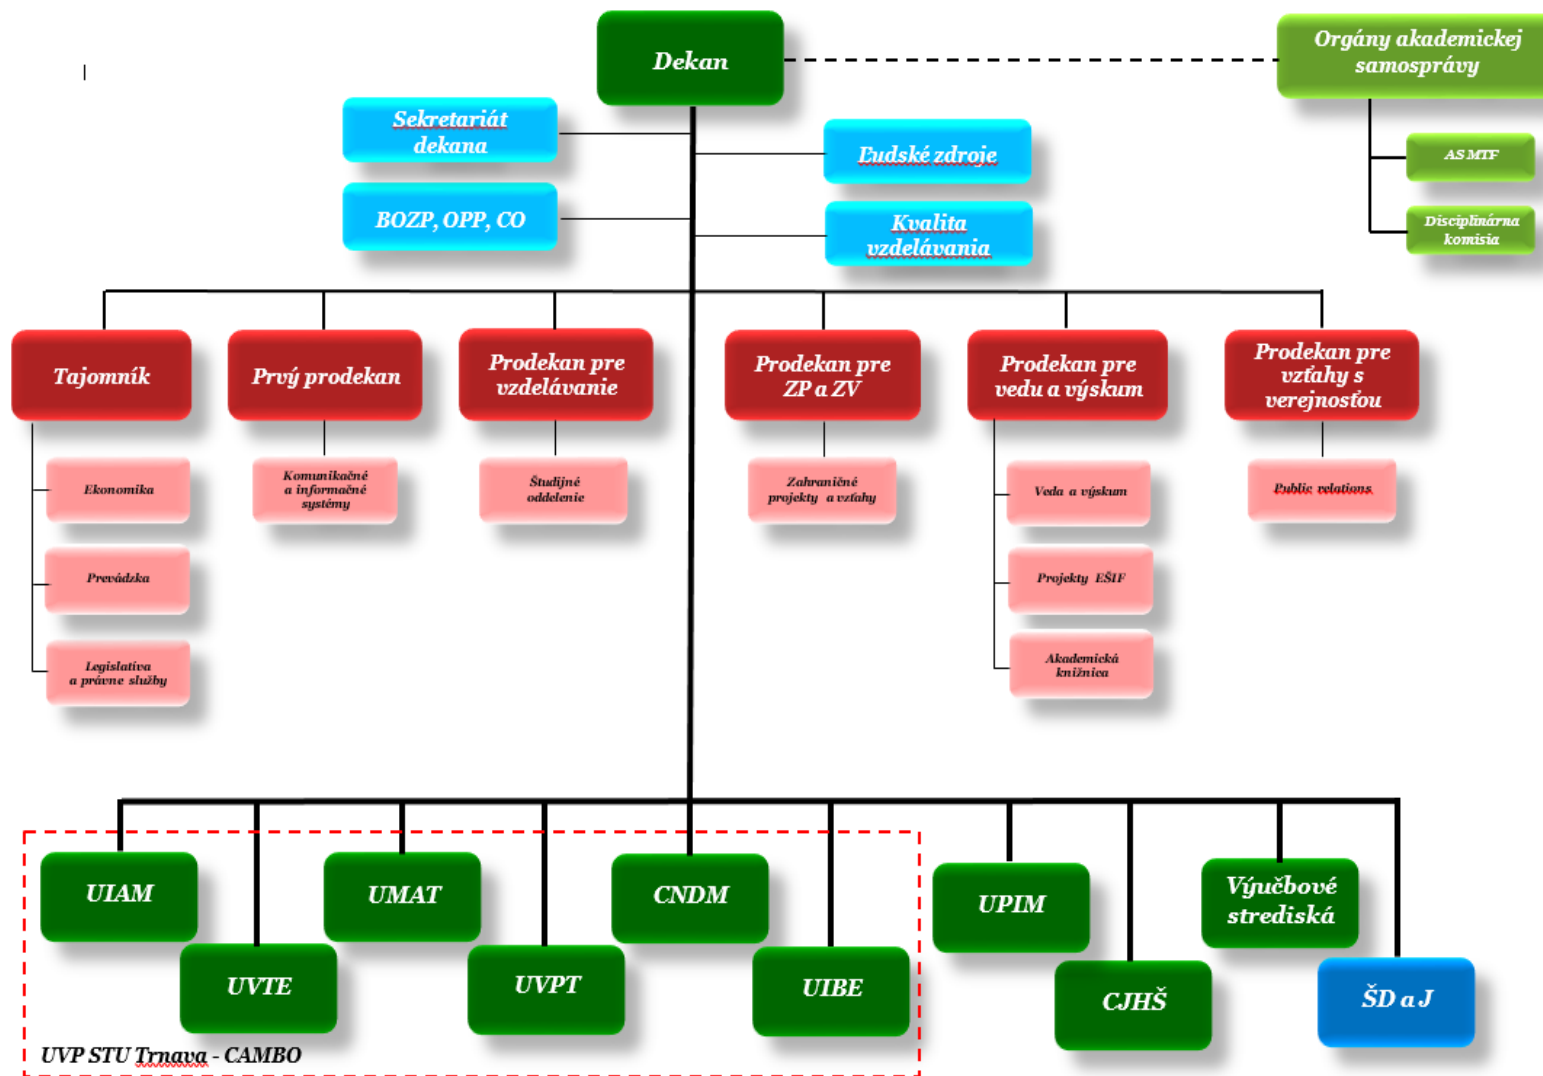 Dekan
Orgány akademickej
samosprávy
Sekretariát
dekana
Ľudské zdroje
AS MTF
BOZP, OPP, CO
Kvalita
vzdelávania
Disciplinárna
komisia
Tajomník
Prvý prodekan
Prodekan pre
vzdelávanie
Prodekan pre
ZP a ZV
Prodekan pre
vedu a výskum
Prodekan pre
vzťahy s
verejnosťou
Ekonomika
Komunikačné
a informačné
systémy
Študijné
oddelenie
Zahraničné
projekty a vzťahy
Veda a výskum
Public relations
Prevádzka
Projekty EŠIF
Legislatíva
a právne služby
Akademická
knižnica
UIAM
UMAT
CNDM
UPIM
Výučbové
strediská
UVTE
UVPT
UIBE
CJHŠ
ŠD a J
UVP STU Trnava - CAMBO